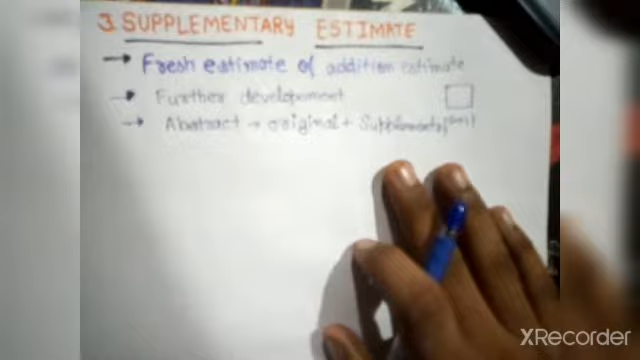 3. SUPPLEMENTARY ESTIMATE
→ Fresh estimate of addition estimate
→ Further development
→ Abstract → original + Supplementary
XRecorder